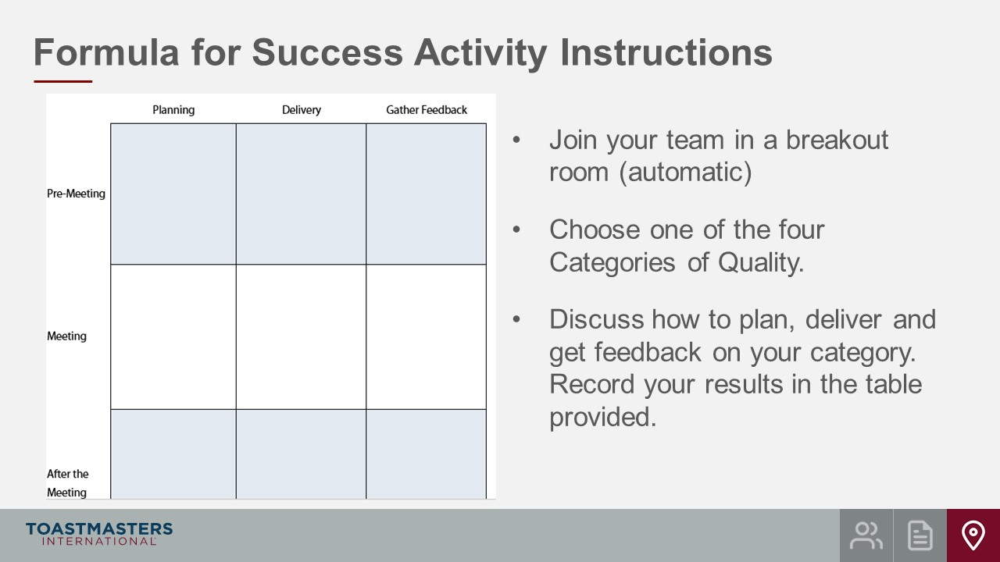 Formula for Success Activity Instructions
Planning
Delivery
Gather Feedback
Pre-Meeting
Meeting
After the
Meeting
• Join your team in a breakout
room (automatic)
• Choose one of the four
Categories of Quality.
• Discuss how to plan, deliver and
get feedback on your category.
Record your results in the table
provided.
TOASTMASTERS
INTERNATIONAL